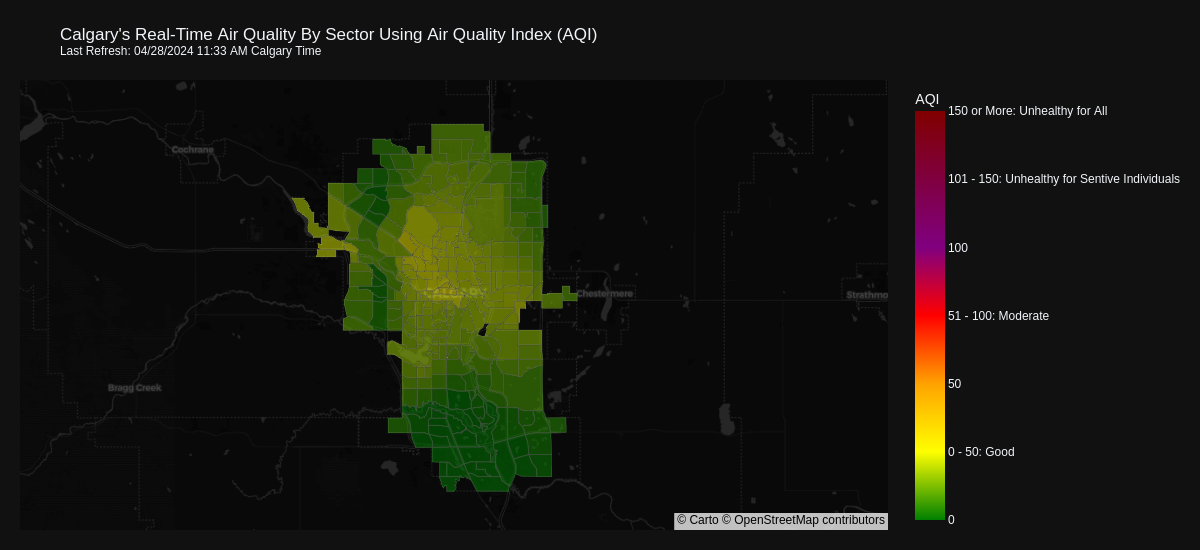 Calgary's Real-Time Air Quality By Sector Using Air Quality Index (AQI)
Last Refresh: 04/28/2024 11:33 AM Calgary Time
AQI
150 or More: Unhealthy for All
Cochrane
101 - 150: Unhealthy for Sentive Individuals
100
CALGARY
Chestermere
Strathmo
51 - 100: Moderate
50
Bragg Creek
0 - 50: Good
0
© Carto © OpenStreetMap contributors